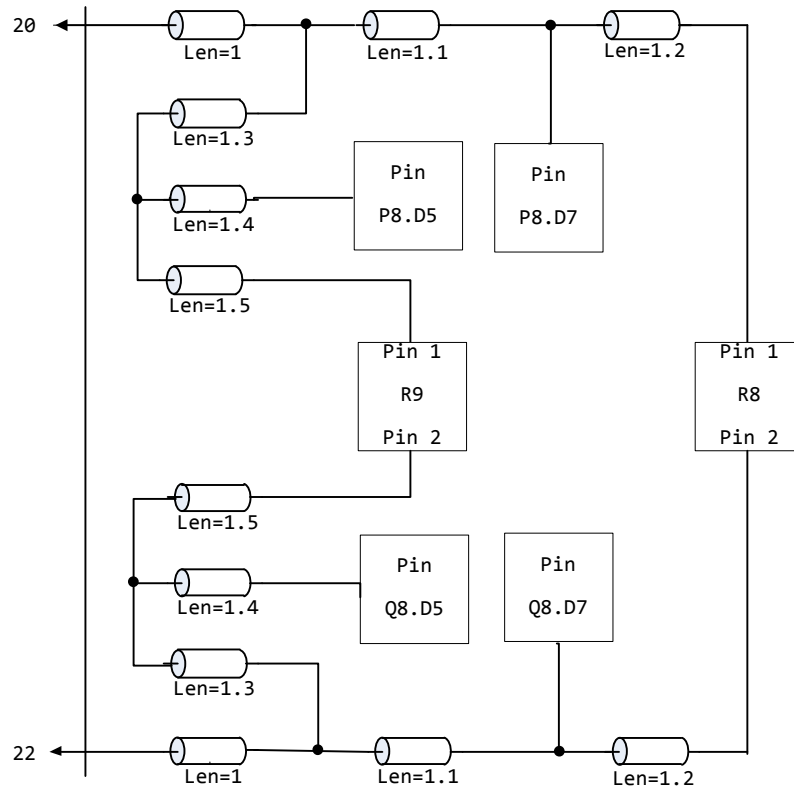 20
Len=1
Len=1.1
Len=1.2
Len=1.3
Pin
P8.D5
Pin
P8.D7
Len=1.4
Len=1.5
Pin 1
R9
Pin 2
Pin 1
R8
Pin 2
Len=1.5
Pin
Q8.D5
Pin
Q8.D7
Len=1.4
Len=1.3
22
Len=1
Len=1.1
Len=1.2